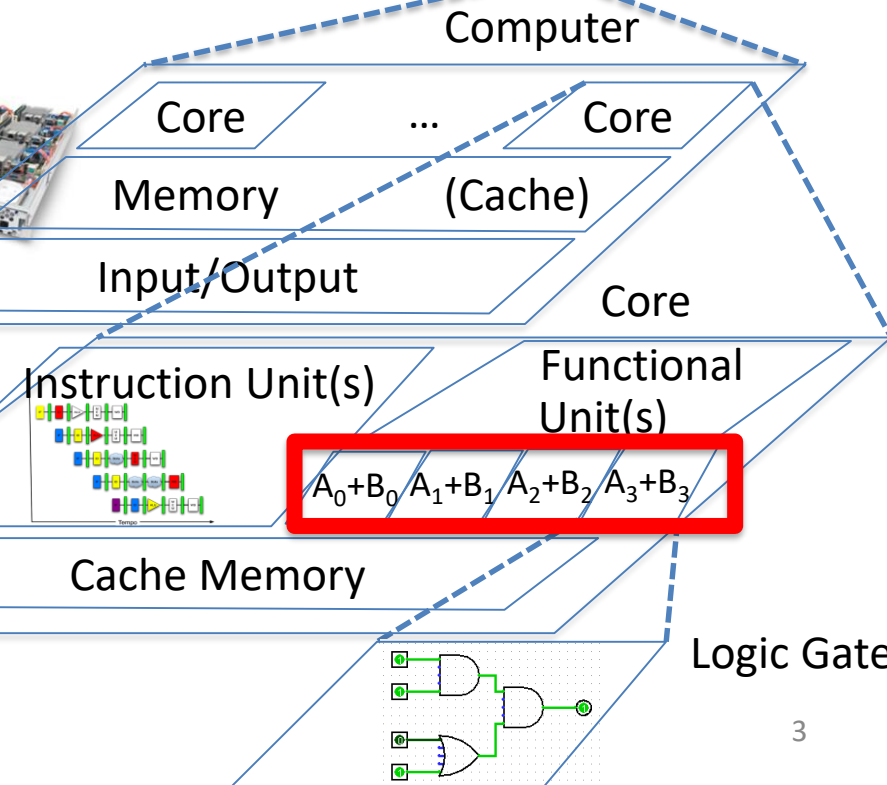 Computer
Core ... Core
Memory (Cache)
Input/Output
Core
Instruction Unit(s)
Functional
Unit(s)
A₀+B₀ A₁+B₁ A₂+B₂ A₃+B₃
Tempo
Cache Memory
Logic Gate
3